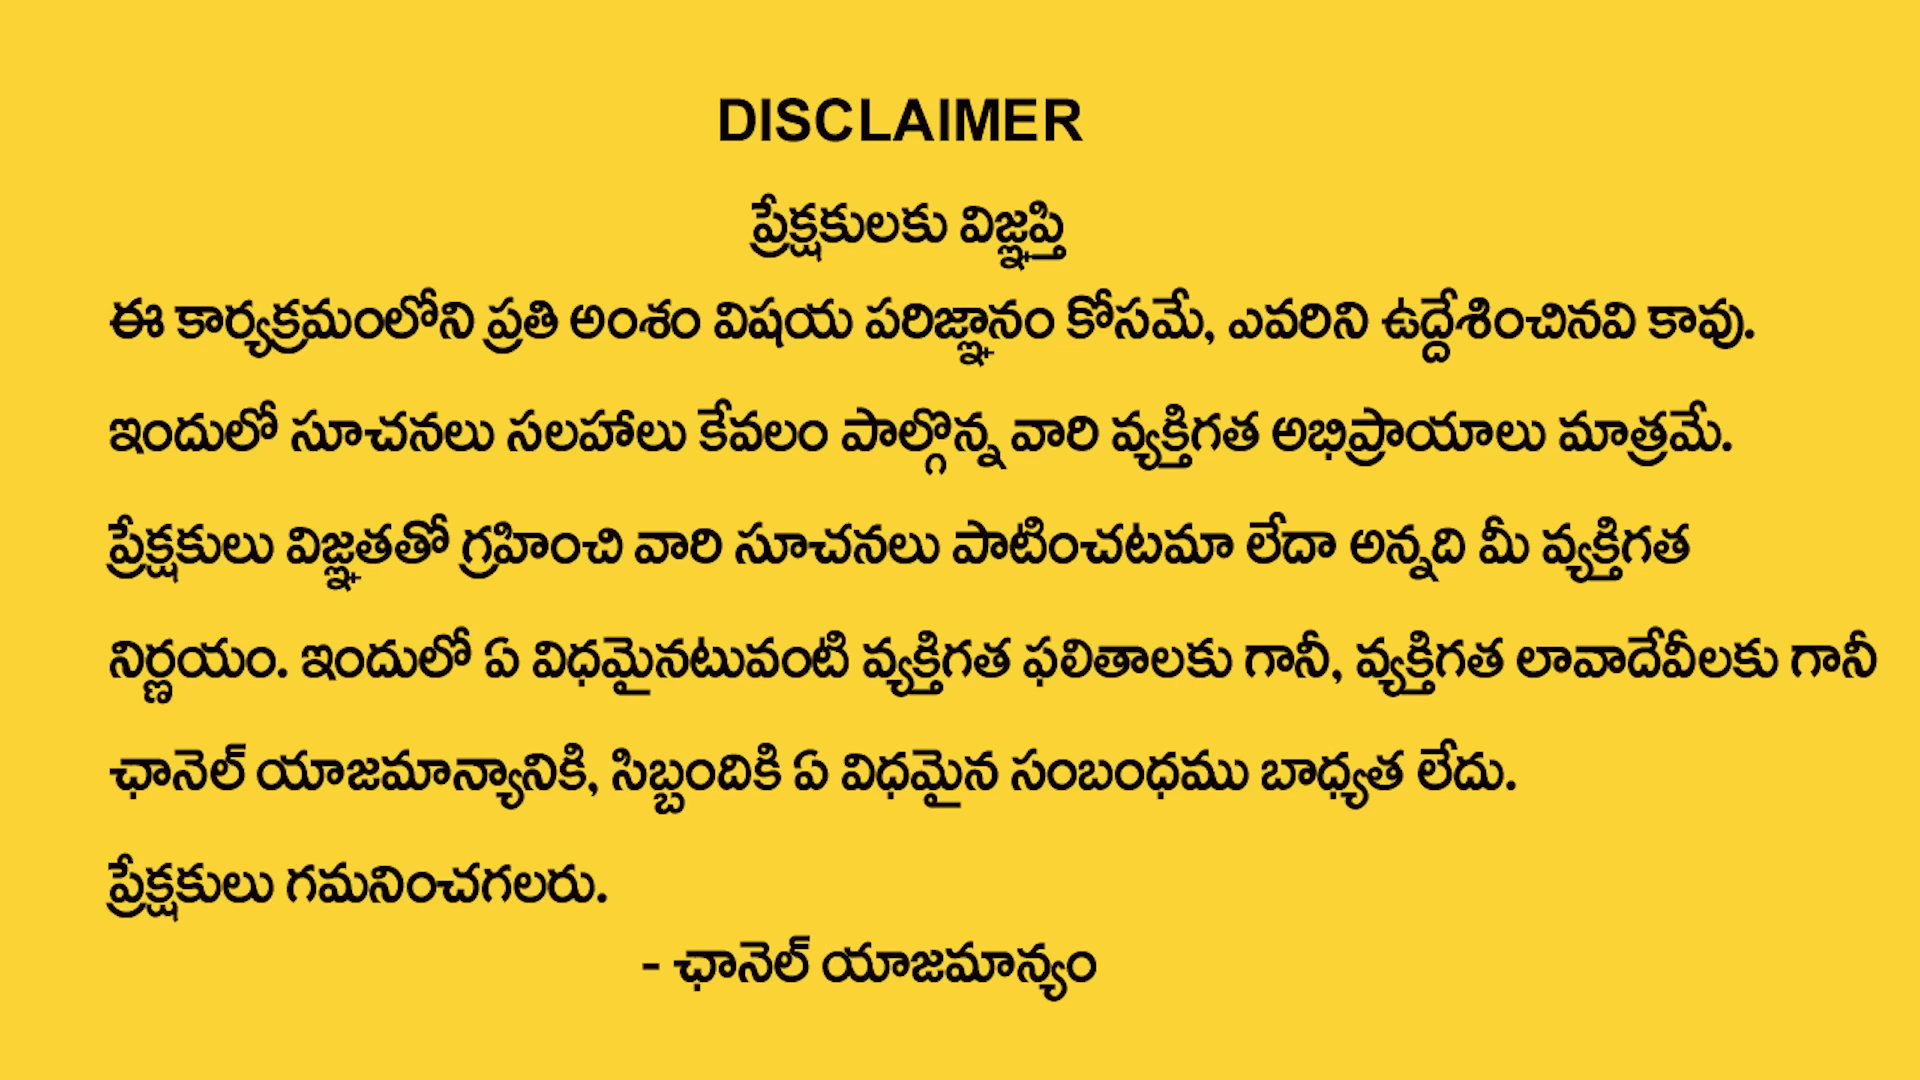 DISCLAIMER
ప్రేక్షకులకు విజ్ఞప్తి
ఈ కార్యక్రమంలోని ప్రతి అంశం విషయ పరిజ్ఞానం కోసమే, ఎవరిని ఉద్దేశించినవి కావు.
ఇందులో సూచనలు సలహాలు కేవలం పాల్గొన్న వారి వ్యక్తిగత అభిప్రాయాలు మాత్రమే.
ప్రేక్షకులు విజ్ఞతతో గ్రహించి వారి సూచనలు పాటించటమా లేదా అన్నది మీ వ్యక్తిగత
నిర్ణయం. ఇందులో ఏ విధమైనటువంటి వ్యక్తిగత ఫలితాలకు గానీ, వ్యక్తిగత లావాదేవీలకు గానీ
ఛానెల్ యాజమాన్యానికి, సిబ్బందికి ఏ విధమైన సంబంధము బాధ్యత లేదు.
ప్రేక్షకులు గమనించగలరు.
- ఛానెల్ యాజమాన్యం